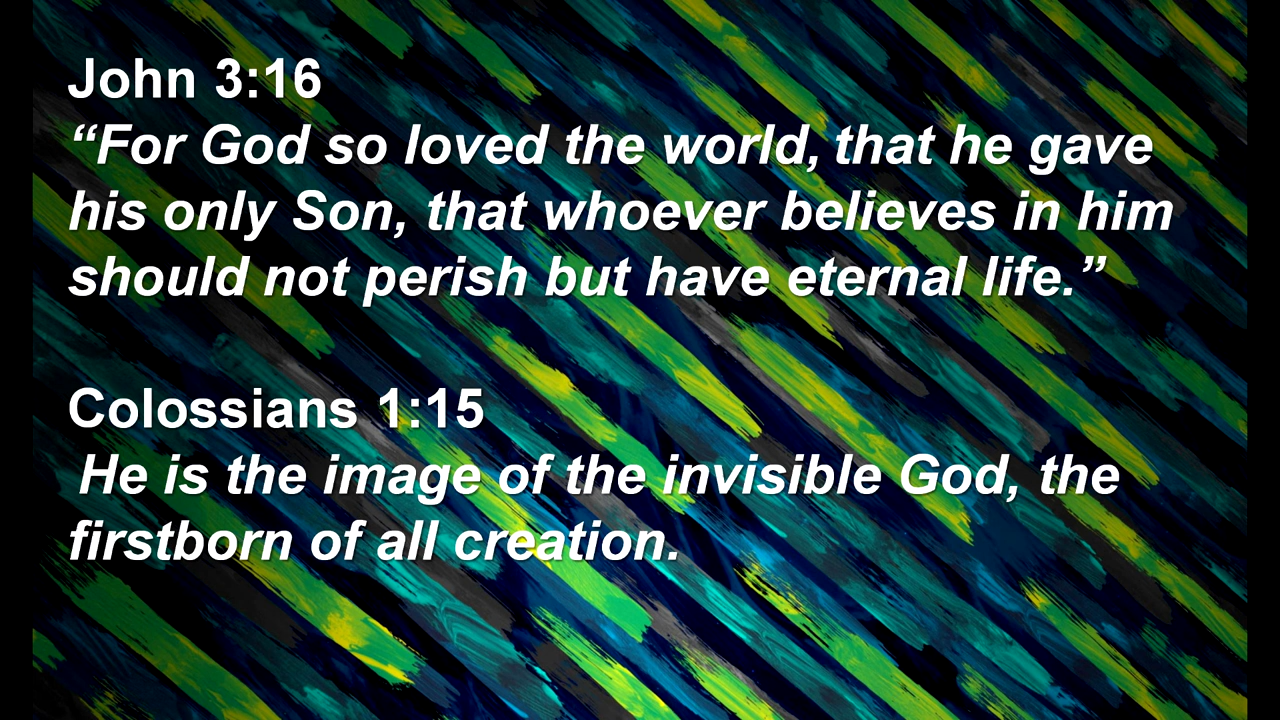 John 3:16
“For God so loved the world, that he gave
his only Son, that whoever believes in him
should not perish but have eternal life.”
Colossians 1:15
He is the image of the invisible God, the
firstborn of all creation.